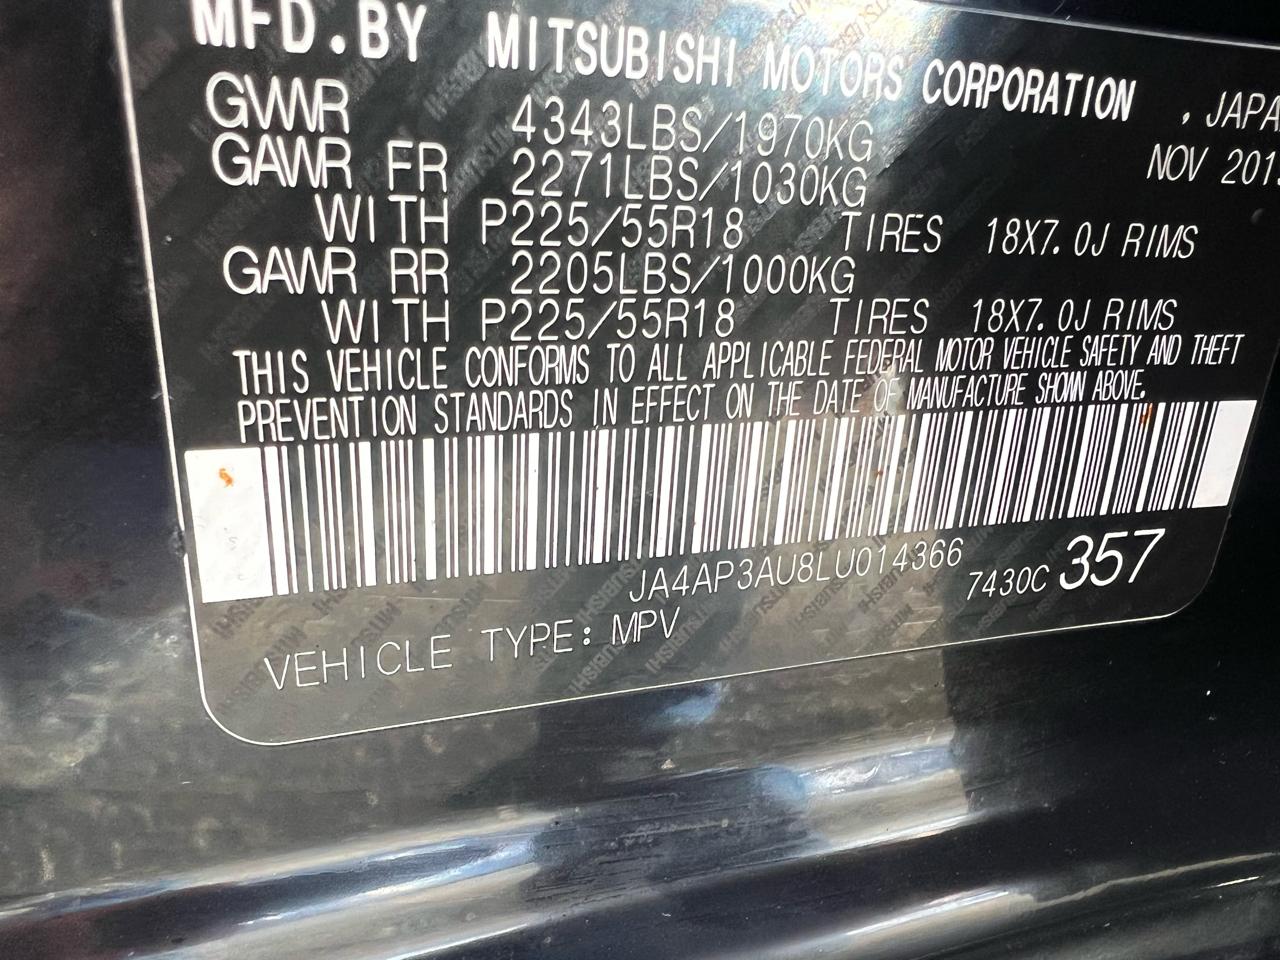 MFD.BY MITSUBISHI MOTORS CORPORATION , JAPA
GVWR 4343LBS/1970KG NOV 201
GAWR FR 2271LBS/1030KG
WITH P225/55R18 TIRES 18X7.0J RIMS
GAWR RR 2205LBS/1000KG
WITH P225/55R18 TIRES 18X7.0J RIMS
THIS VEHICLE CONFORMS TO ALL APPLICABLE FEDERAL MOTOR VEHICLE SAFETY AND THEFT
PREVENTION STANDARDS IN EFFECT ON THE DATE OF MANUFACTURE SHOWN ABOVE.
JA4AP3AU8LU014366 7430C 357
VEHICLE TYPE: MPV